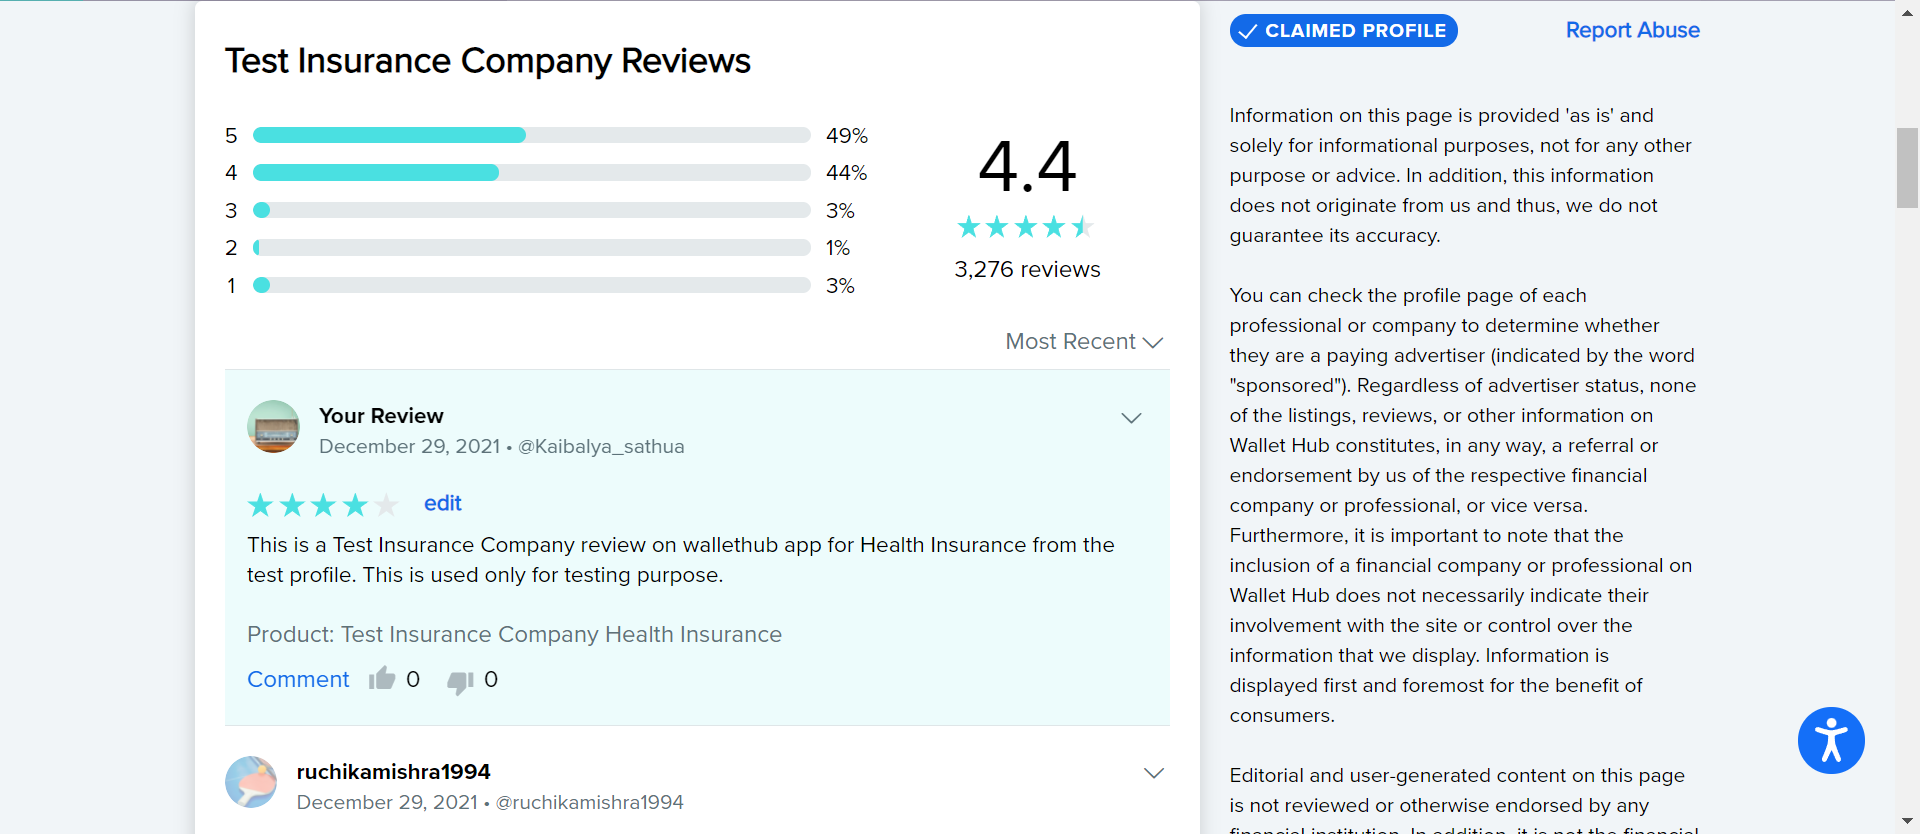 Test Insurance Company Reviews
5 49%
4 44%
3 3%
2 1%
1 3%
4.4
3,276 reviews
Most Recent
Your Review
December 29, 2021 • @Kaibalya_sathua
edit
This is a Test Insurance Company review on wallethub app for Health Insurance from the
test profile. This is used only for testing purpose.
Product: Test Insurance Company Health Insurance
Comment 0 0
ruchikamishra1994
December 29, 2021 • @ruchikamishra1994
CLAIMED PROFILE
Report Abuse
Information on this page is provided 'as is' and
solely for informational purposes, not for any other
purpose or advice. In addition, this information
does not originate from us and thus, we do not
guarantee its accuracy.
You can check the profile page of each
professional or company to determine whether
they are a paying advertiser (indicated by the word
"sponsored"). Regardless of advertiser status, none
of the listings, reviews, or other information on
Wallet Hub constitutes, in any way, a referral or
endorsement by us of the respective financial
company or professional, or vice versa.
Furthermore, it is important to note that the
inclusion of a financial company or professional on
Wallet Hub does not necessarily indicate their
involvement with the site or control over the
information that we display. Information is
displayed first and foremost for the benefit of
consumers.
Editorial and user-generated content on this page
is not reviewed or otherwise endorsed by any
financial institution. In addition, it is not the financial